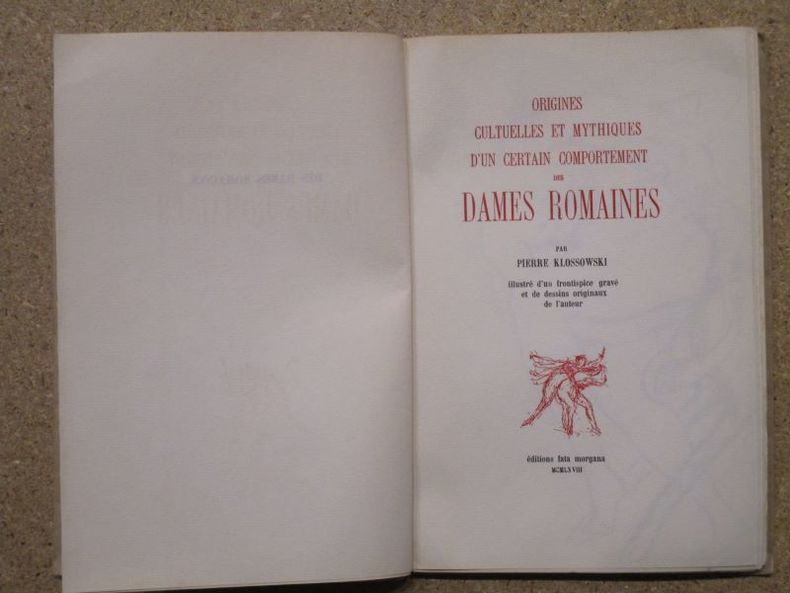 ORIGINES
CULTUELLES ET MYTHIQUES
D'UN CERTAIN COMPORTEMENT
DES
DAMES ROMAINES
PAR
PIERRE KLOSSOWSKI
illustré d'un frontispice gravé
et de dessins originaux
de l'auteur
éditions fata morgana
MCMLXVIII